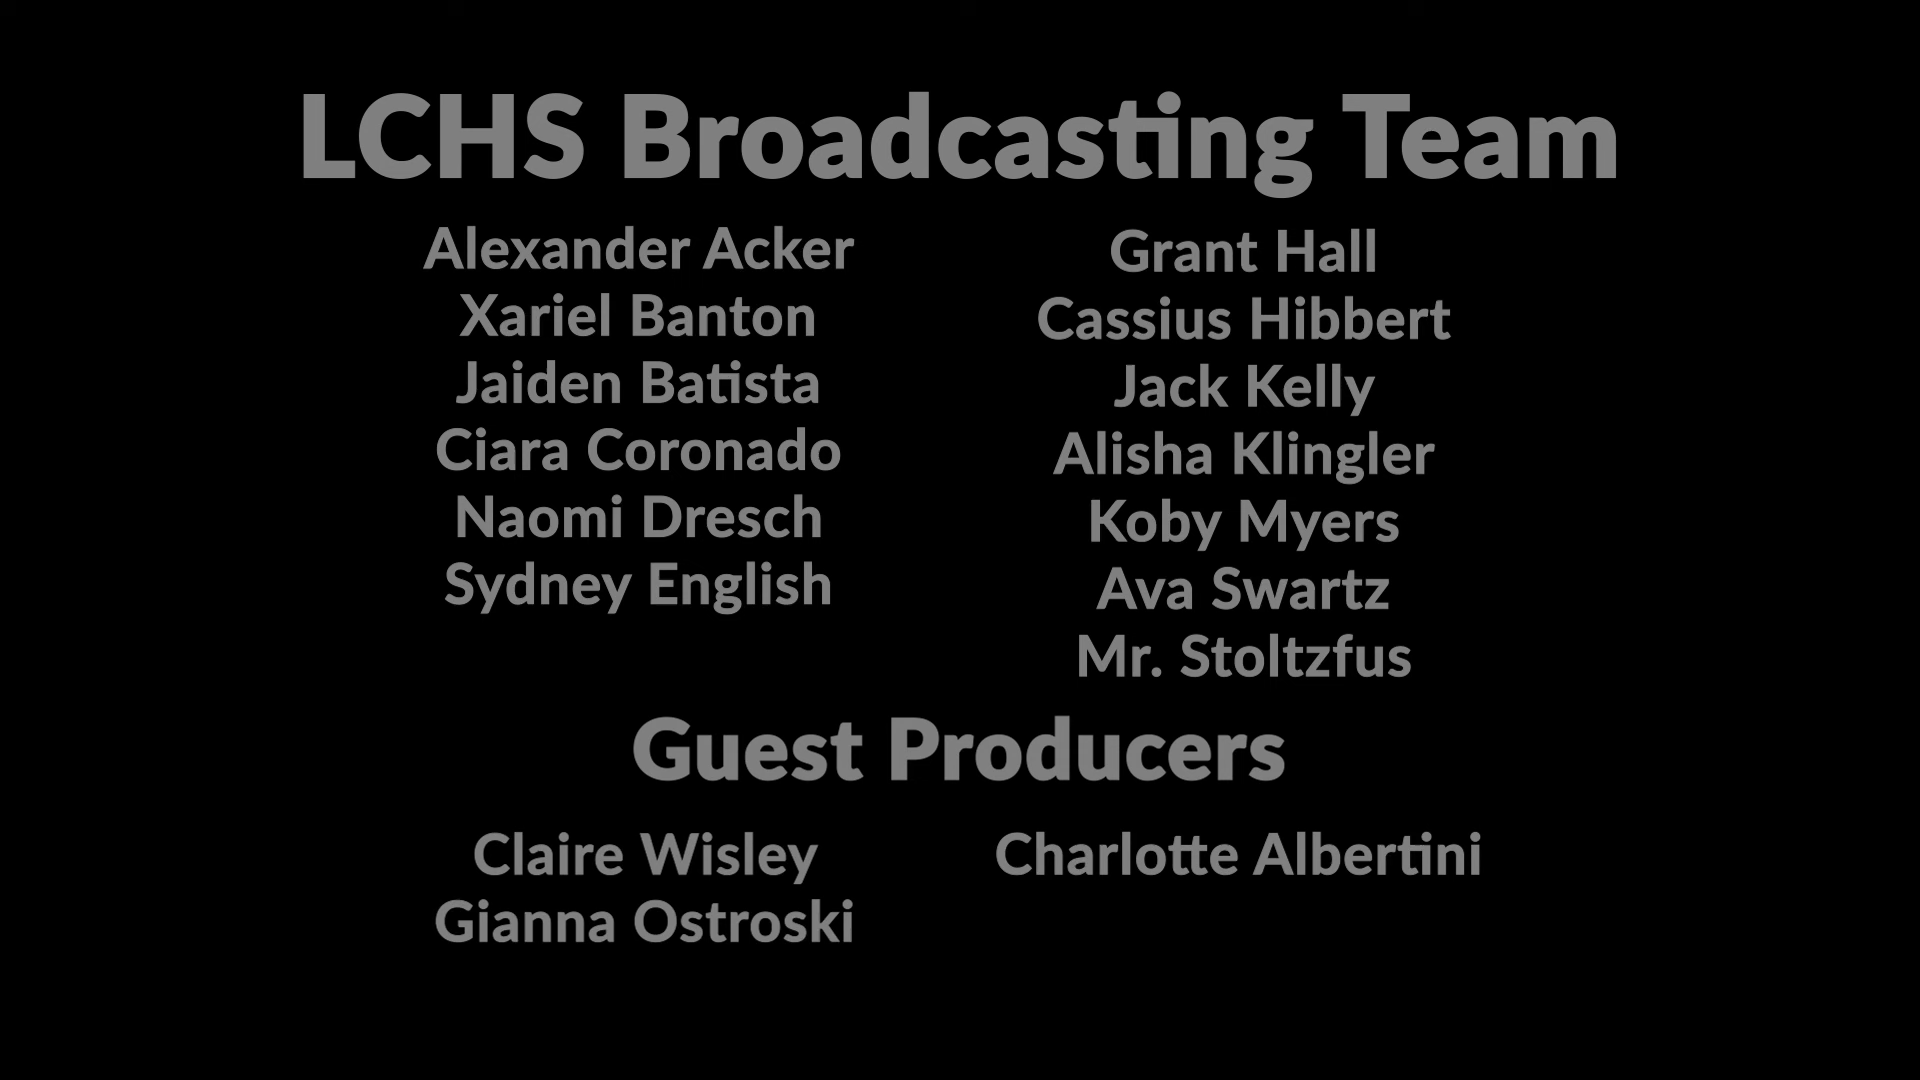 LCHS Broadcasting Team
Alexander Acker
Xariel Banton
Jaiden Batista
Ciara Coronado
Naomi Dresch
Sydney English
Grant Hall
Cassius Hibbert
Jack Kelly
Alisha Klingler
Koby Myers
Ava Swartz
Mr. Stoltzfus
Guest Producers
Claire Wisley
Gianna Ostroski
Charlotte Albertini